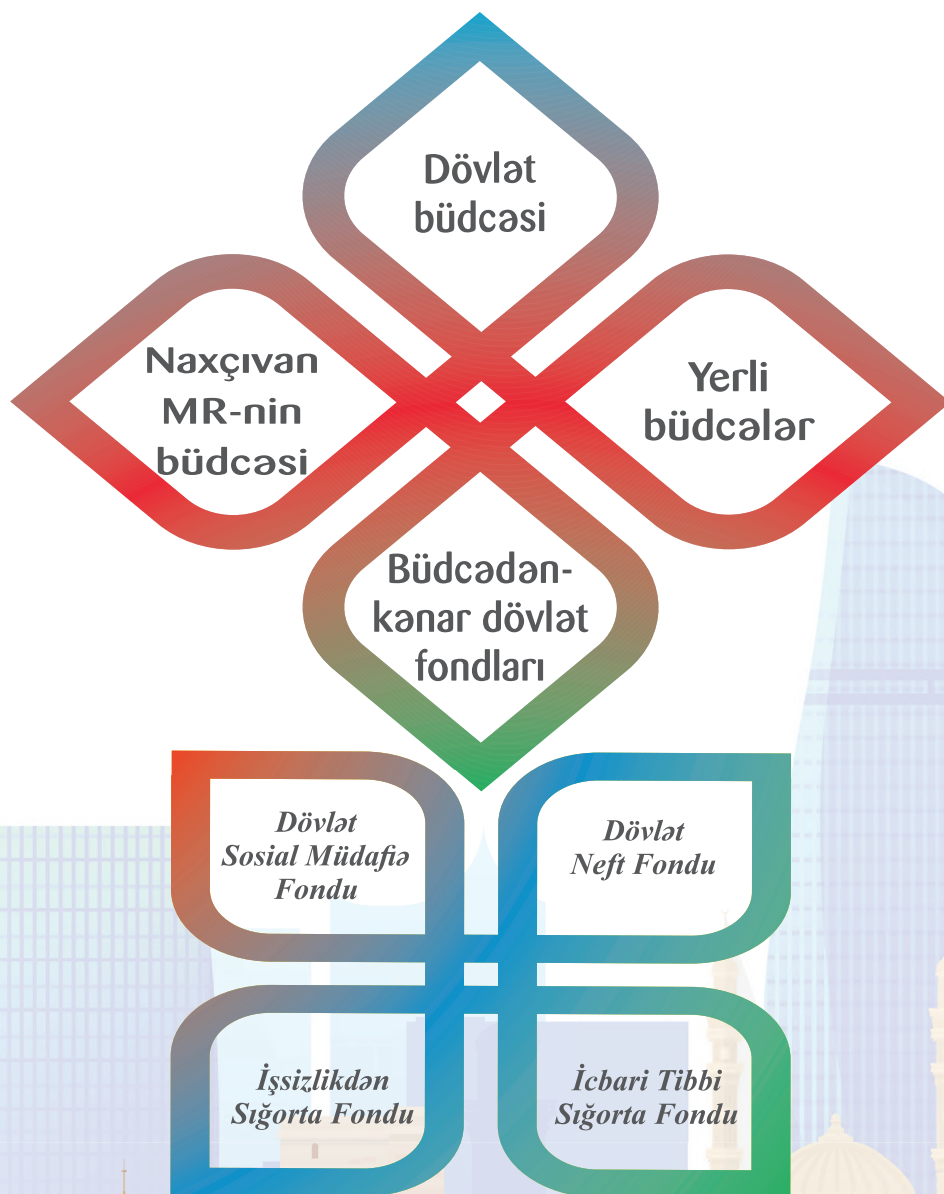 Dövlət
büdcəsi
Naxçıvan
MR-nin
büdcəsi
Yerli
büdcələr
Büdcədən-
kənar dövlət
fondları
Dövlət
Sosial Müdafiə
Fondu
Dövlət
Neft Fondu
İşsizlikdən
Sığorta Fondu
İcbari Tibbi
Sığorta Fondu